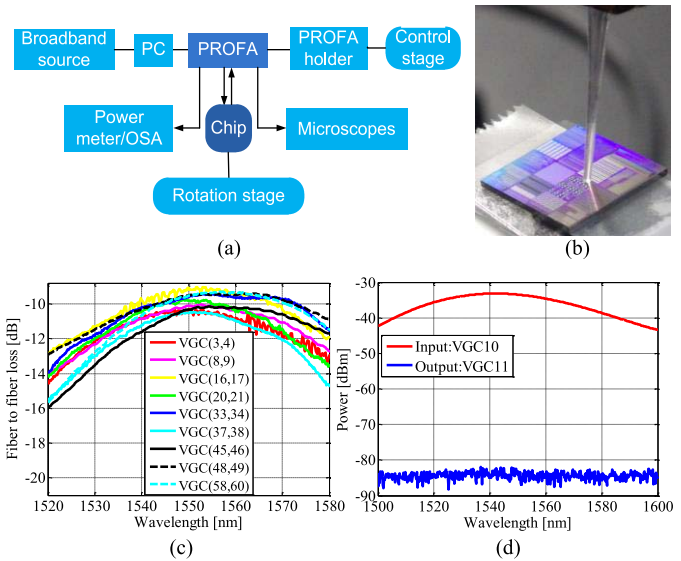 Broadband
source
PC
PROFA
PROFA
holder
Control
stage
Power
meter/OSA
Chip
Microscopes
Rotation stage
(a)
(b)
Fiber to fiber loss [dB]
-10
-12
-14
-16
-18
-20
VGC(3,4)
VGC(8,9)
VGC(16,17)
VGC(20,21)
VGC(33,34)
VGC(37,38)
VGC(45,46)
VGC(48,49)
VGC(58,60)
1520
1530
1540
1550
1560
1570
1580
Wavelength [nm]
(c)
Power [dBm]
-30
-40
-50
-60
-70
-80
-90
Input:VGC10
Output:VGC11
1500
1520
1540
1560
1580
1600
Wavelength [nm]
(d)